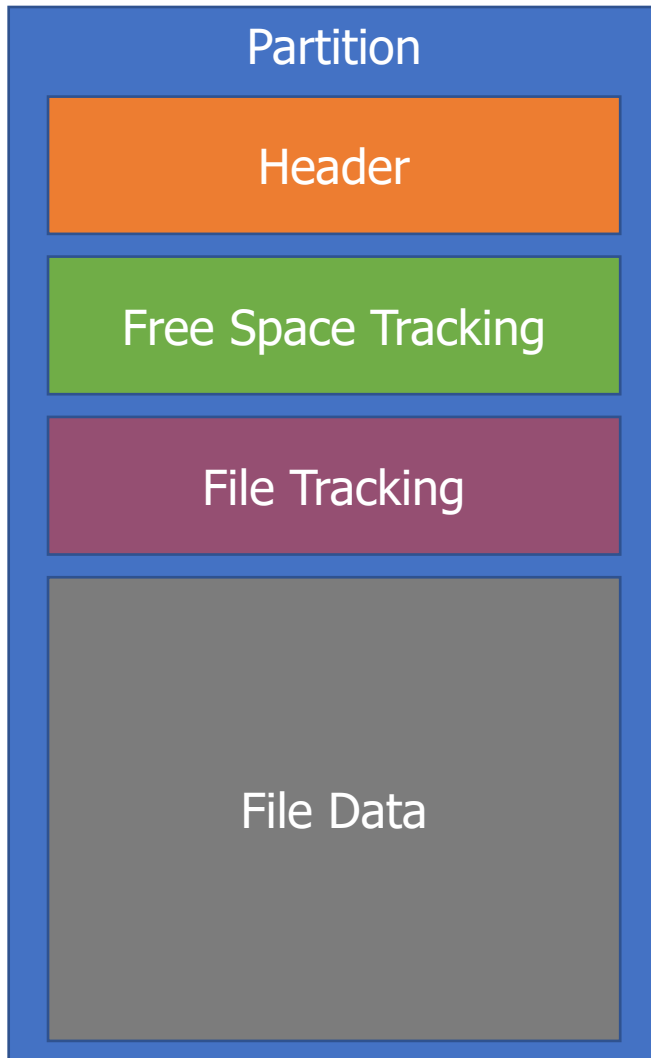 Partition
Header
Free Space Tracking
File Tracking
File Data